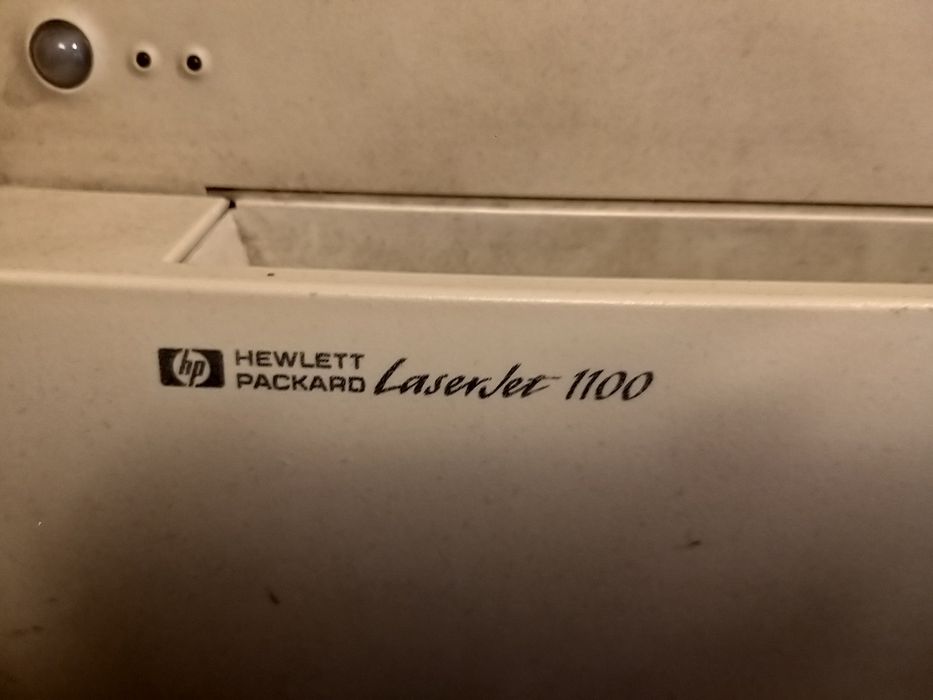 hp HEWLETT
PACKARD LaserJet 1100